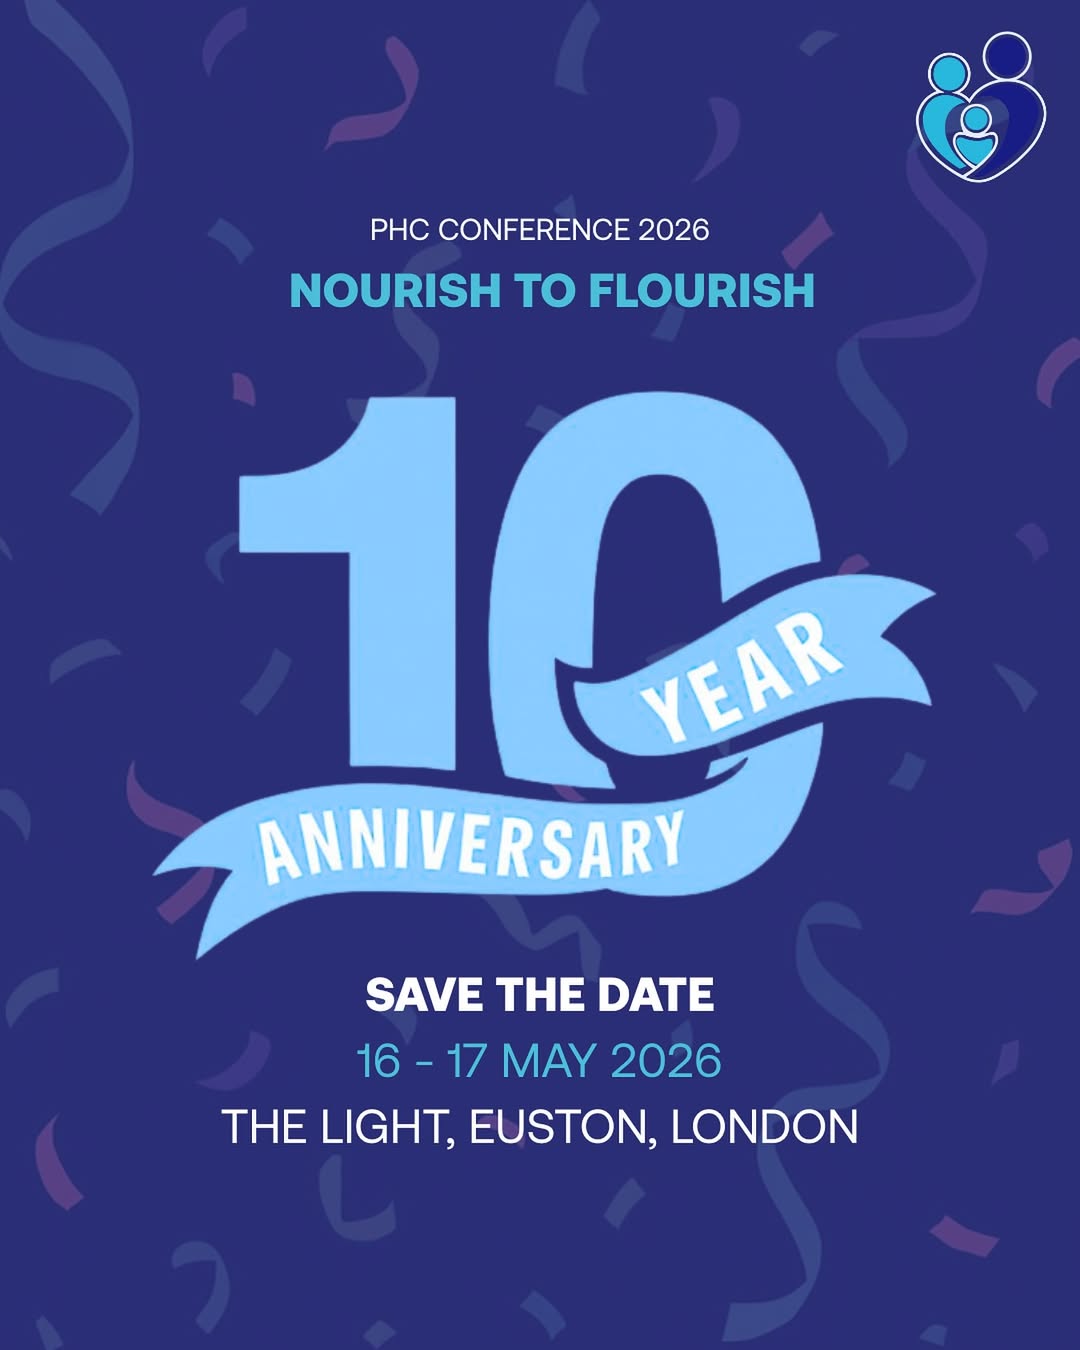 PHC CONFERENCE 2026
NOURISH TO FLOURISH
10
YEAR
ANNIVERSARY
SAVE THE DATE
16 - 17 MAY 2026
THE LIGHT, EUSTON, LONDON